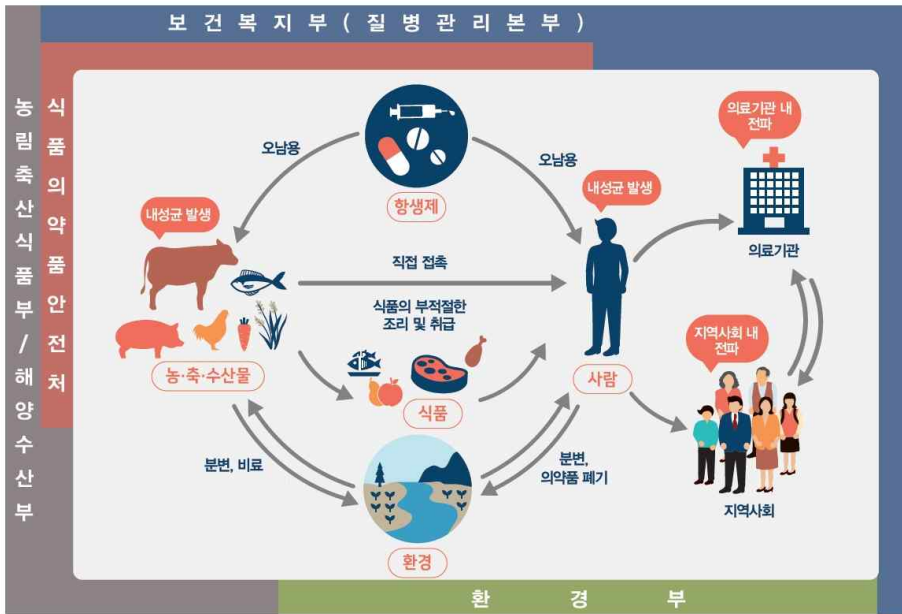 보건복지부(질병관리본부)
농림축산식품부/해양수산부
식품의약품안전처
의료기관 내
전파
오남용
오남용
항생제
내성균 발생
내성균 발생
의료기관
직접 접촉
식품의 부적절한
조리 및 취급
지역사회 내
전파
농·축·수산물
식품
사람
분변, 비료
분변,
의약품 폐기
지역사회
환경
환경부